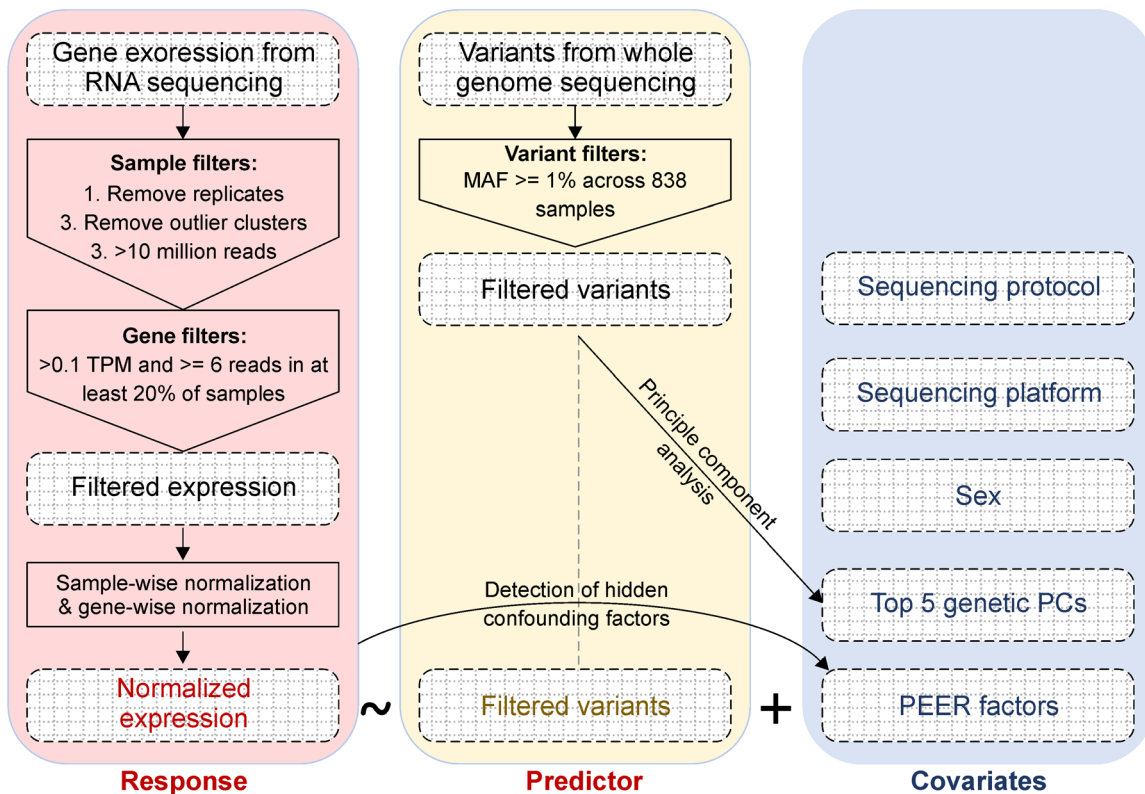 Gene exoression from
RNA sequencing
Sample filters:
1. Remove replicates
3. Remove outlier clusters
3. >10 million reads
Gene filters:
>0.1 TPM and >= 6 reads in at
least 20% of samples
Filtered expression
Sample-wise normalization
& gene-wise normalization
Normalized
expression
Response
~
Variants from whole
genome sequencing
Variant filters:
MAF >= 1% across 838
samples
Filtered variants
Principle component
analysis
Detection of hidden
confounding factors
Filtered variants
Predictor
+
Sequencing protocol
Sequencing platform
Sex
Top 5 genetic PCs
PEER factors
Covariates